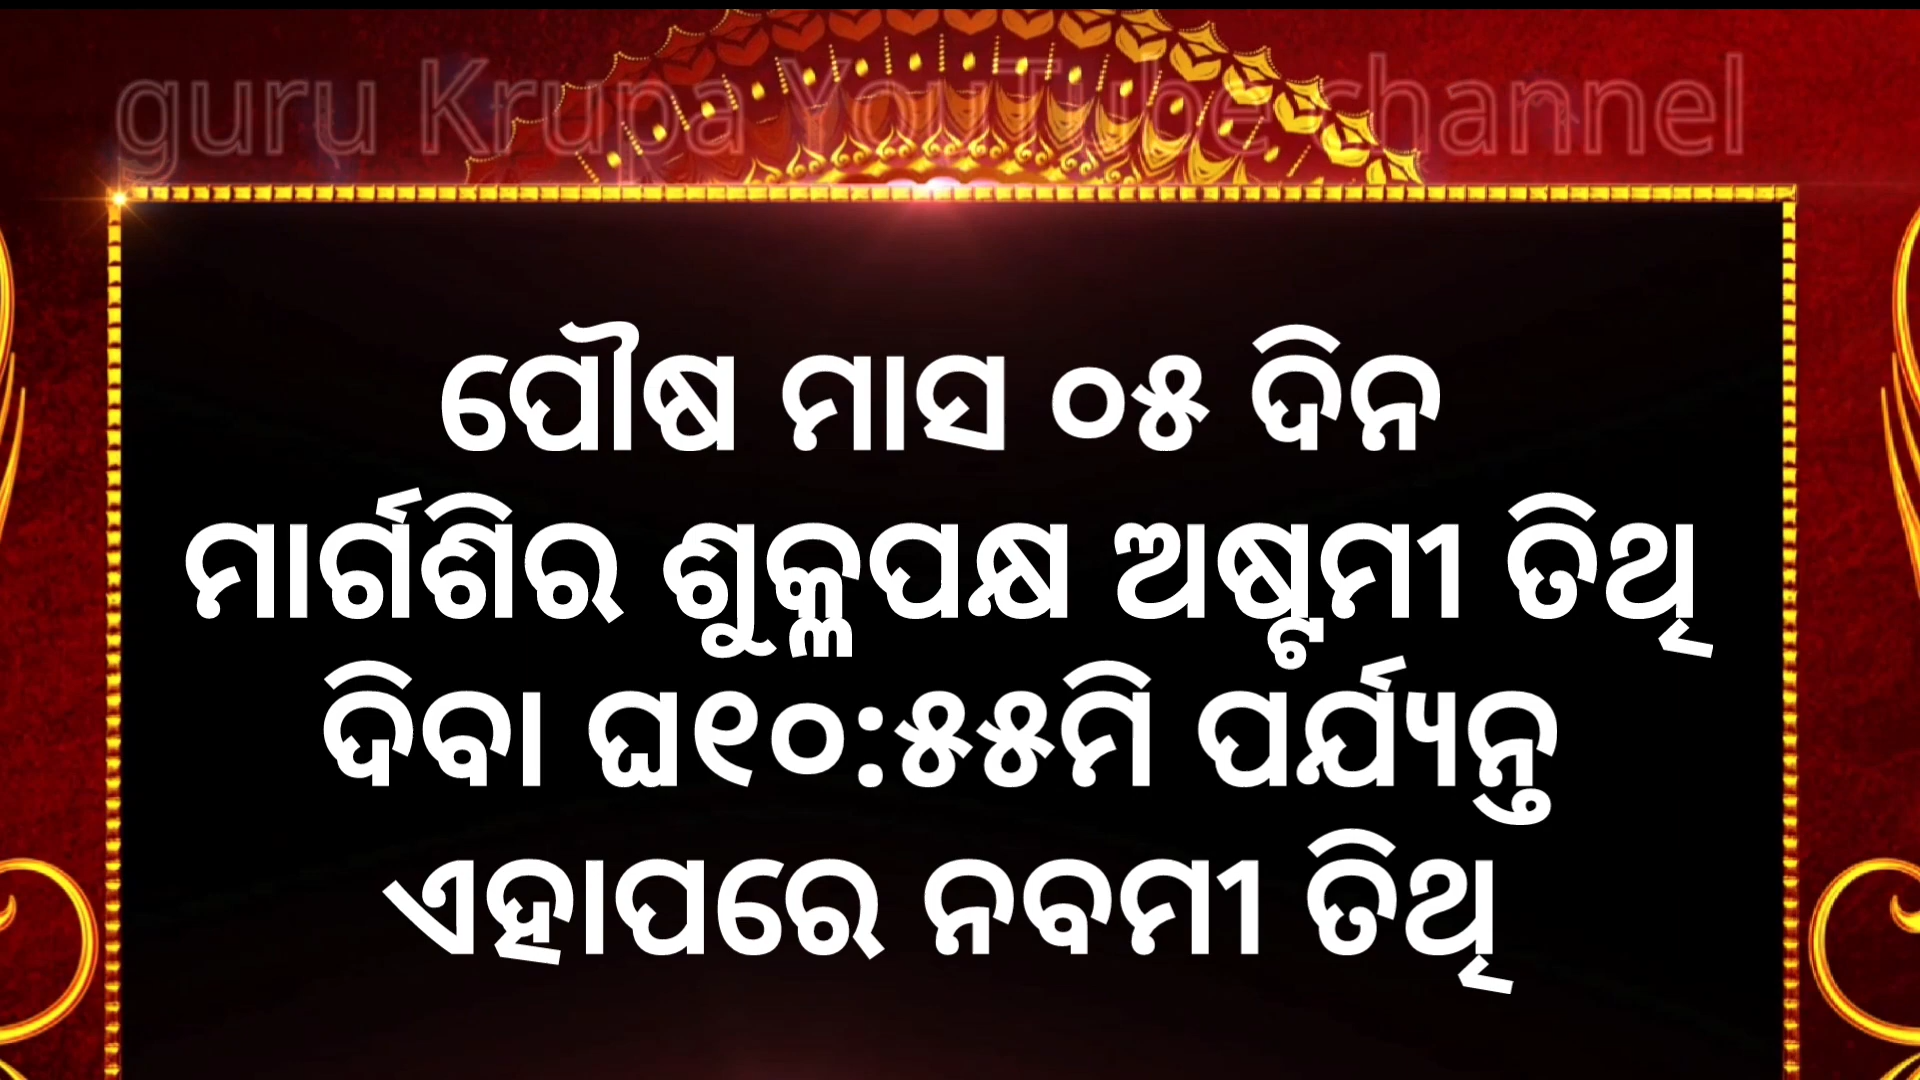 guru Krupa YouTube channel
ପୌଷ ମାସ ୦୫ ଦିନ
ମାର୍ଗଶିର ଶୁକ୍ଳପକ୍ଷ ଅଷ୍ଟମୀ ତିଥି
ଦିବା ଘ୧୦:୫୫ମି ପର୍ଯ୍ୟନ୍ତ
ଏହାପରେ ନବମୀ ତିଥି